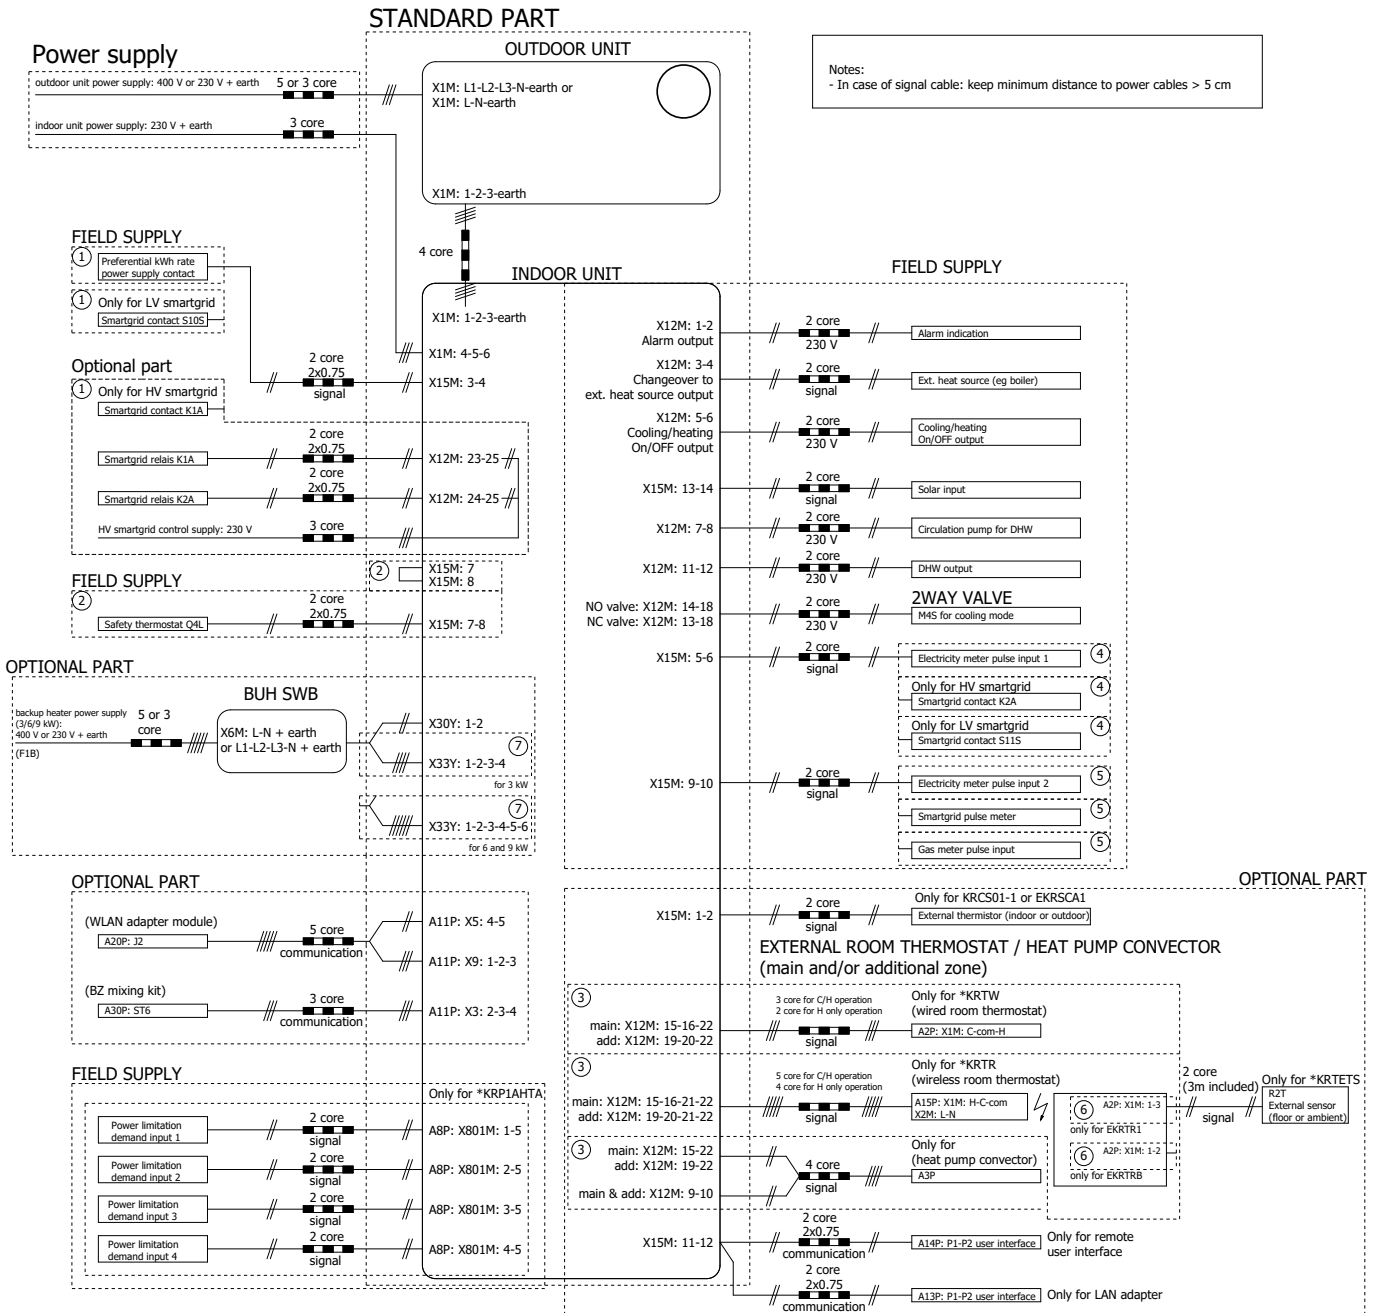 STANDARD PART
Power supply
outdoor unit power supply: 400 V or 230 V + earth
5 or 3 core
indoor unit power supply: 230 V + earth
3 core
OUTDOOR UNIT
X1M: L1-L2-L3-N-earth or
X1M: L-N-earth
X1M: 1-2-3-earth
Notes:
- In case of signal cable: keep minimum distance to power cables > 5 cm
4 core
FIELD SUPPLY
1
Preferential kWh rate
power supply contact
1
Only for LV smartgrid
Smartgrid contact S10S
2 core
2x0.75
signal
Optional part
1
Only for HV smartgrid
Smartgrid contact K1A
Smartgrid relais K1A
2 core
2x0.75
Smartgrid relais K2A
2 core
2x0.75
HV smartgrid control supply: 230 V
3 core
INDOOR UNIT
X1M: 1-2-3-earth
X1M: 4-5-6
X15M: 3-4
X12M: 23-25
X12M: 24-25
2
X15M: 7
X15M: 8
FIELD SUPPLY
2
Safety thermostat Q4L
2 core
2x0.75
X15M: 7-8
OPTIONAL PART
backup heater power supply
(3/6/9 kW):
400 V or 230 V + earth
(F1B)
5 or 3
core
BUH SWB
X6M: L-N + earth
or L1-L2-L3-N + earth
X30Y: 1-2
7
X33Y: 1-2-3-4
for 3 kW
7
X33Y: 1-2-3-4-5-6
for 6 and 9 kW
OPTIONAL PART
(WLAN adapter module)
A20P: J2
5 core
communication
A11P: X5: 4-5
A11P: X9: 1-2-3
(BZ mixing kit)
A30P: ST6
3 core
communication
A11P: X3: 2-3-4
FIELD SUPPLY
Only for *KRP1AHTA
Power limitation
demand input 1
2 core
signal
A8P: X801M: 1-5
Power limitation
demand input 2
2 core
signal
A8P: X801M: 2-5
Power limitation
demand input 3
2 core
signal
A8P: X801M: 3-5
Power limitation
demand input 4
2 core
signal
A8P: X801M: 4-5
FIELD SUPPLY
X12M: 1-2
Alarm output
2 core
230 V
Alarm indication
X12M: 3-4
Changeover to
ext. heat source output
2 core
signal
Ext. heat source (eg boiler)
X12M: 5-6
Cooling/heating
On/OFF output
2 core
230 V
Cooling/heating
On/OFF output
X15M: 13-14
2 core
signal
Solar input
X12M: 7-8
2 core
230 V
Circulation pump for DHW
X12M: 11-12
2 core
230 V
DHW output
NO valve: X12M: 14-18
NC valve: X12M: 13-18
2 core
230 V
2WAY VALVE
M4S for cooling mode
X15M: 5-6
2 core
signal
Electricity meter pulse input 1
4
Only for HV smartgrid
Smartgrid contact K2A
4
Only for LV smartgrid
Smartgrid contact S11S
4
X15M: 9-10
2 core
signal
Electricity meter pulse input 2
5
Smartgrid pulse meter
5
Gas meter pulse input
5
OPTIONAL PART
X15M: 1-2
2 core
signal
Only for KRCS01-1 or EKRSCA1
External thermistor (indoor or outdoor)
EXTERNAL ROOM THERMOSTAT / HEAT PUMP CONVECTOR
(main and/or additional zone)
3
main: X12M: 15-16-22
add: X12M: 19-20-22
3 core for C/H operation
2 core for H only operation
signal
Only for *KRTW
(wired room thermostat)
A2P: X1M: C-com-H
3
main: X12M: 15-16-21-22
add: X12M: 19-20-21-22
5 core for C/H operation
4 core for H only operation
signal
Only for *KRTR
(wireless room thermostat)
A15P: X1M: H-C-com
X2M: L-N
6
A2P: X1M: 1-3
only for EKRTR1
6
A2P: X1M: 1-2
only for EKRTRB
2 core
(3m included)
signal
Only for *KRTETS
R2T
External sensor
(floor or ambient)
3
main: X12M: 15-22
add: X12M: 19-22
main & add: X12M: 9-10
4 core
signal
Only for
(heat pump convector)
A3P
X15M: 11-12
2 core
2x0.75
communication
A14P: P1-P2 user interface
Only for remote
user interface
2 core
2x0.75
communication
A13P: P1-P2 user interface
Only for LAN adapter